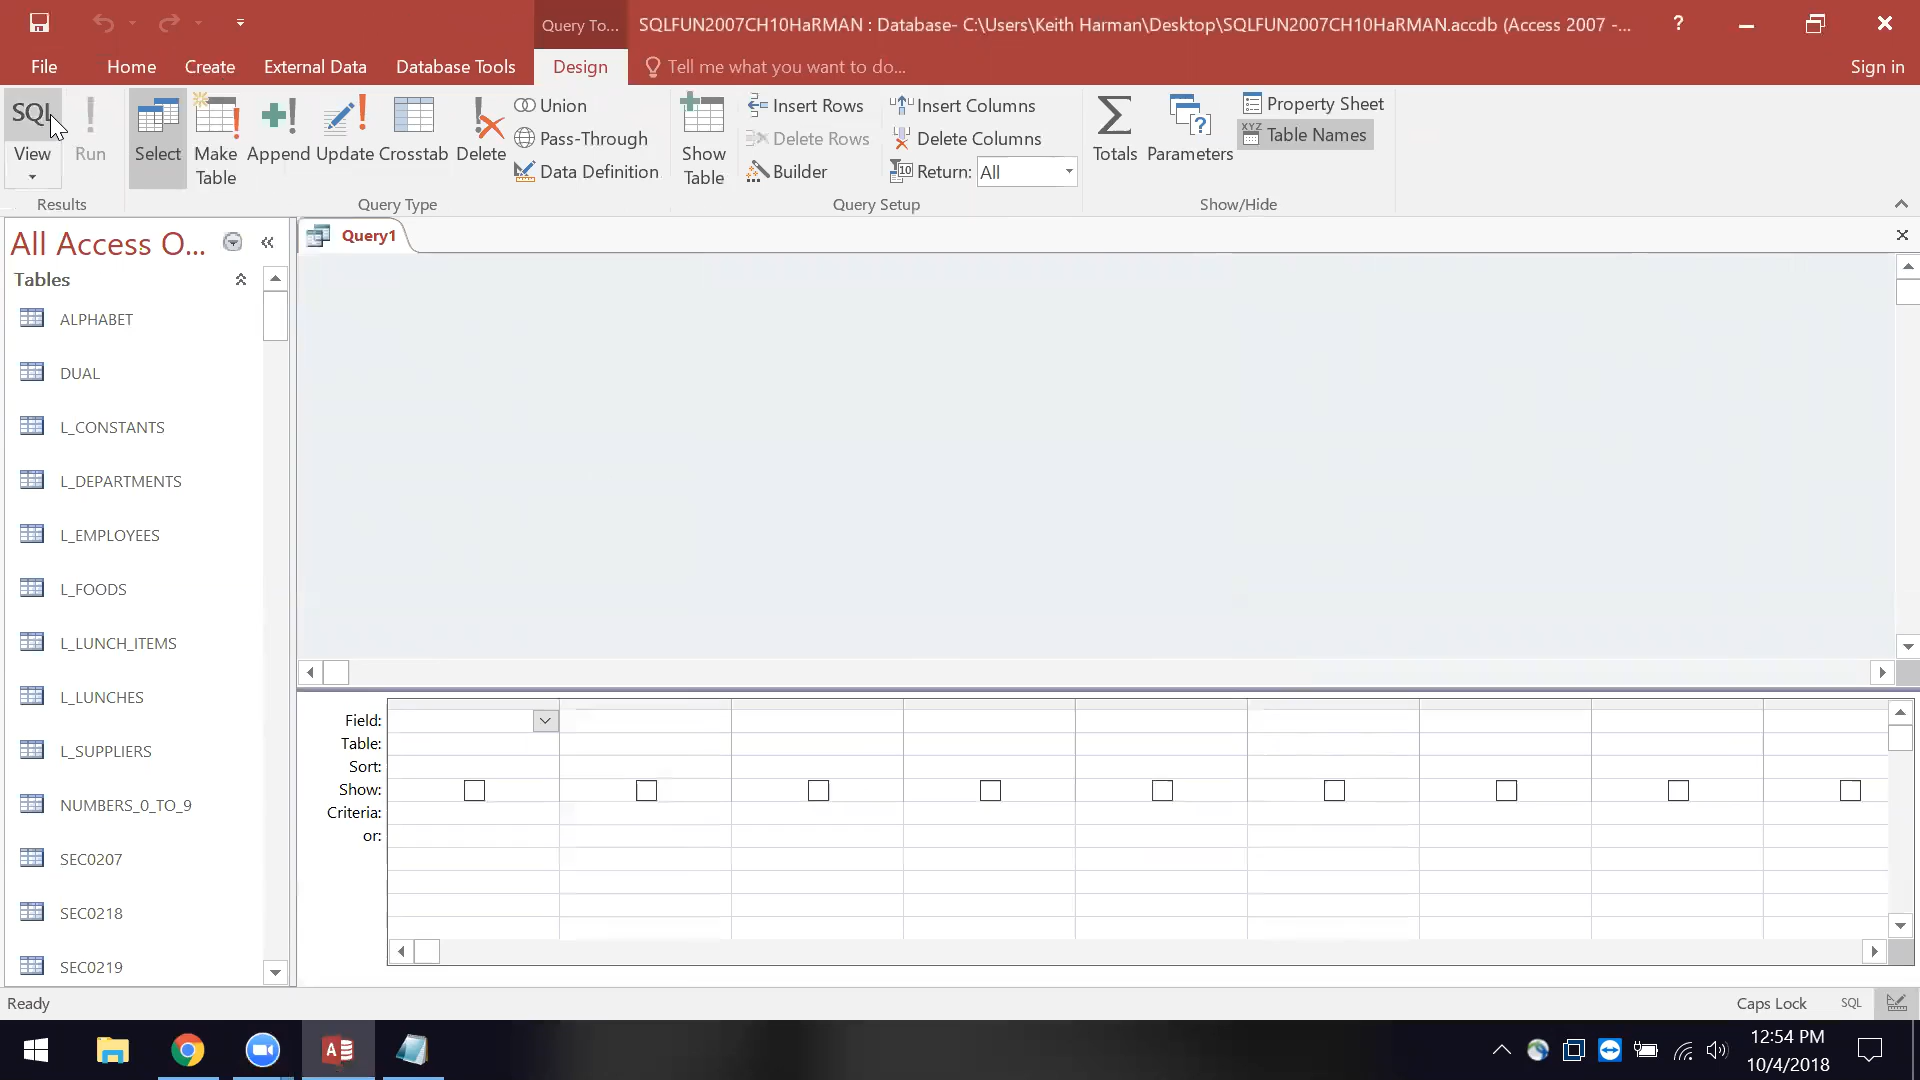 Query To...
SQLFUN2007CH10HaRMAN : Database- C:\Users\Keith Harman\Desktop\SQLFUN2007CH10HaRMAN.accdb (Access 2007 -...
?
File
Home
Create
External Data
Database Tools
Design
Tell me what you want to do...
Sign in
SQL
View
Run
Select
Make Table
Append
Update
Crosstab
Delete
Union
Pass-Through
Data Definition
Show Table
Insert Rows
Delete Rows
Builder
Insert Columns
Delete Columns
Return: All
Totals
Parameters
Property Sheet
Table Names
Results
Query Type
Query Setup
Show/Hide
All Access O...
Tables
ALPHABET
DUAL
L_CONSTANTS
L_DEPARTMENTS
L_EMPLOYEES
L_FOODS
L_LUNCH_ITEMS
L_LUNCHES
L_SUPPLIERS
NUMBERS_0_TO_9
SEC0207
SEC0218
SEC0219
Query1
Field:
Table:
Sort:
Show:
Criteria:
or:
Ready
Caps Lock
SQL
12:54 PM
10/4/2018